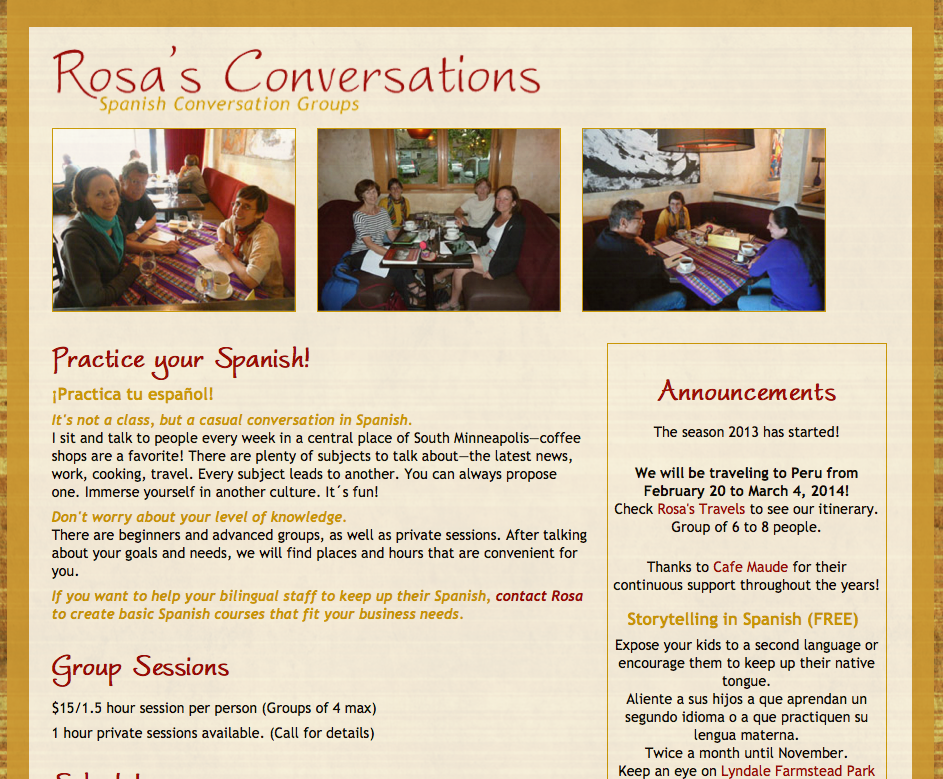 Rosa's Conversations
Spanish Conversation Groups
Practice your Spanish!
¡Practica tu español!
It's not a class, but a casual conversation in Spanish.
I sit and talk to people every week in a central place of South Minneapolis—coffee
shops are a favorite! There are plenty of subjects to talk about—the latest news,
work, cooking, travel. Every subject leads to another. You can always propose
one. Immerse yourself in another culture. It´s fun!
Don't worry about your level of knowledge.
There are beginners and advanced groups, as well as private sessions. After talking
about your goals and needs, we will find places and hours that are convenient for
you.
If you want to help your bilingual staff to keep up their Spanish, contact Rosa
to create basic Spanish courses that fit your business needs.
Group Sessions
$15/1.5 hour session per person (Groups of 4 max)
1 hour private sessions available. (Call for details)
Announcements
The season 2013 has started!
We will be traveling to Peru from
February 20 to March 4, 2014!
Check Rosa's Travels to see our itinerary.
Group of 6 to 8 people.
Thanks to Cafe Maude for their
continuous support throughout the years!
Storytelling in Spanish (FREE)
Expose your kids to a second language or
encourage them to keep up their native
tongue.
Aliente a sus hijos a que aprendan un
segundo idioma o a que practiquen su
lengua materna.
Twice a month until November.
Keep an eye on Lyndale Farmstead Park